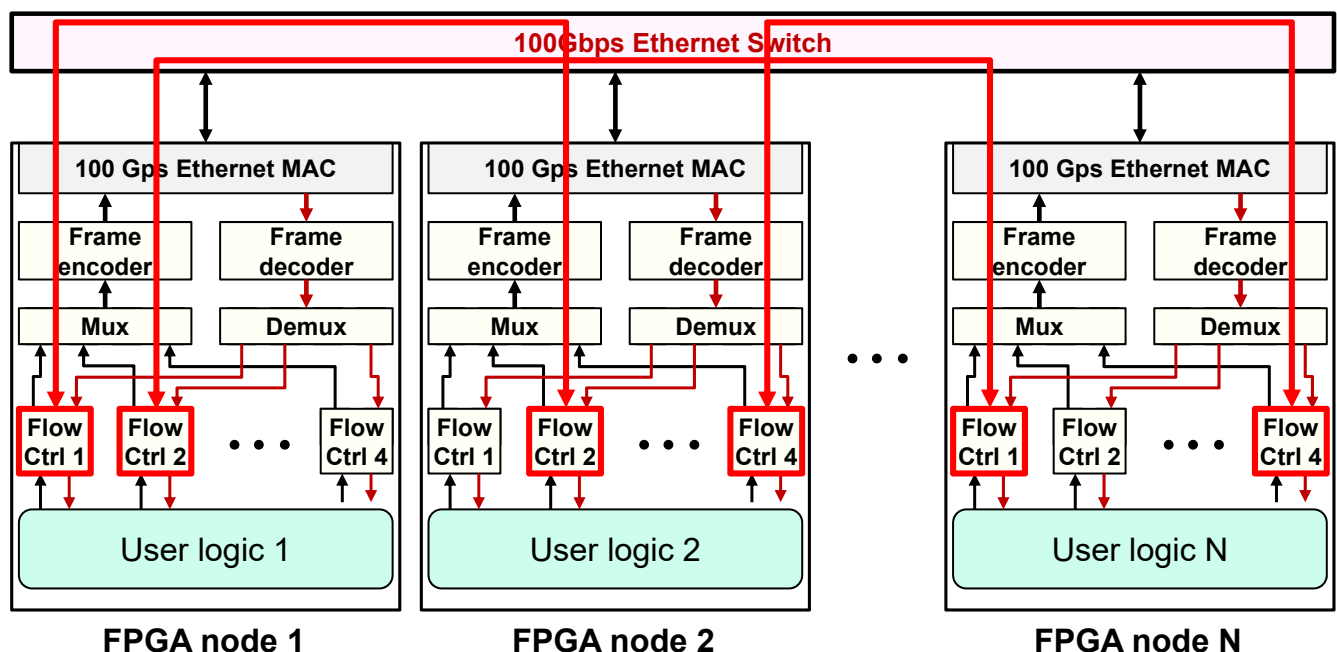 100Gbps Ethernet Switch
100 Gps Ethernet MAC
Frame
encoder
Frame
decoder
Mux
Demux
Flow
Ctrl 1
Flow
Ctrl 2
• • •
Flow
Ctrl 4
User logic 1
FPGA node 1
100 Gps Ethernet MAC
Frame
encoder
Frame
decoder
Mux
Demux
Flow
Ctrl 1
Flow
Ctrl 2
• • •
Flow
Ctrl 4
User logic 2
FPGA node 2
• • •
100 Gps Ethernet MAC
Frame
encoder
Frame
decoder
Mux
Demux
Flow
Ctrl 1
Flow
Ctrl 2
• • •
Flow
Ctrl 4
User logic N
FPGA node N